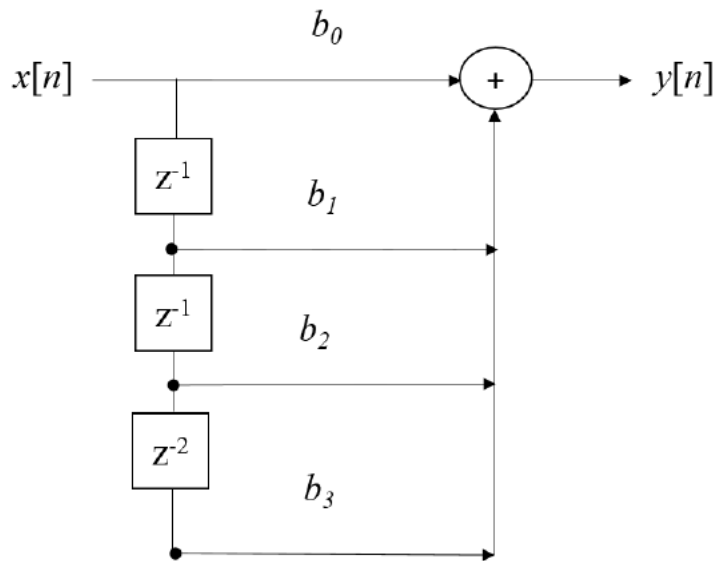 b₀
x[n] + y[n]
z⁻¹
b₁
z⁻¹
b₂
z⁻²
b₃